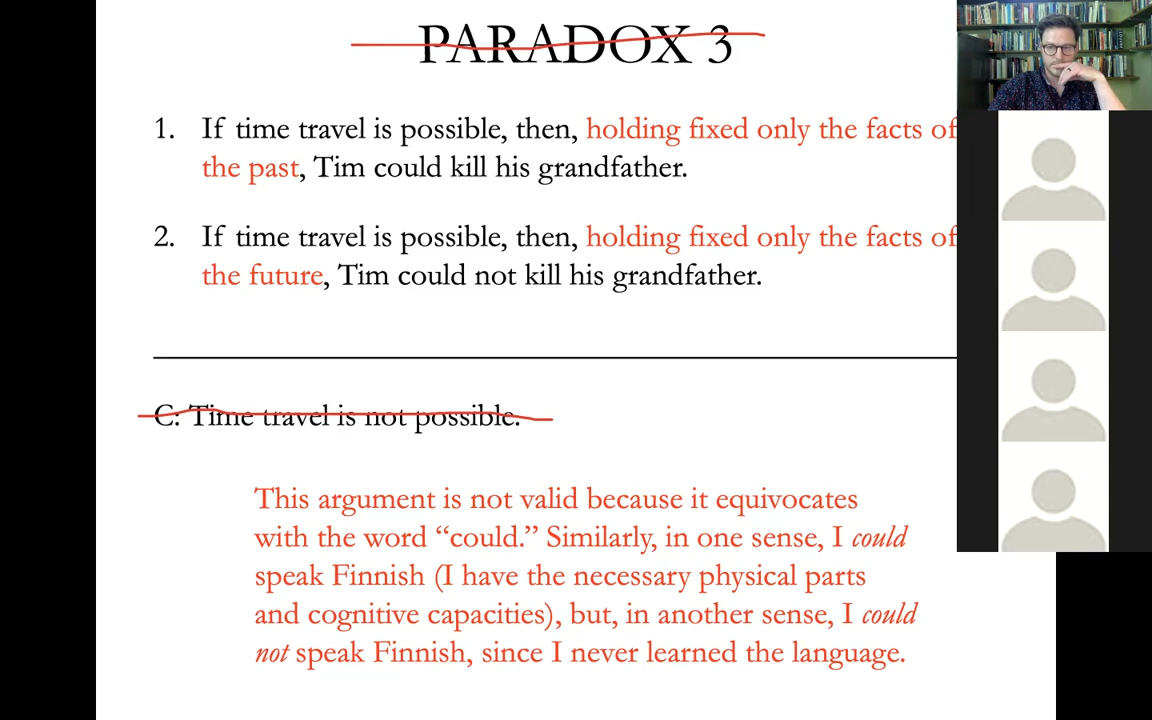 PARADOX 3
1. If time travel is possible, then, holding fixed only the facts of
the past, Tim could kill his grandfather.
2. If time travel is possible, then, holding fixed only the facts of
the future, Tim could not kill his grandfather.
C: Time travel is not possible.
This argument is not valid because it equivocates
with the word “could.” Similarly, in one sense, I could
speak Finnish (I have the necessary physical parts
and cognitive capacities), but, in another sense, I could
not speak Finnish, since I never learned the language.